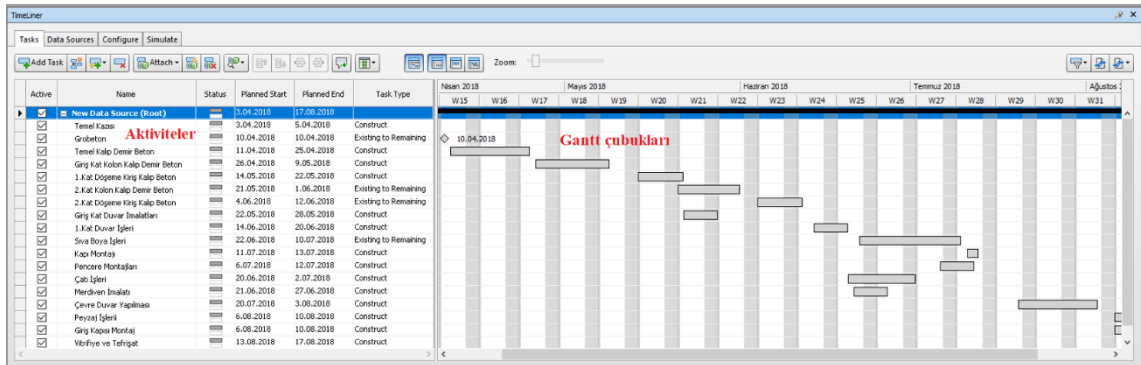 TimeLiner
Tasks Data Sources Configure Simulate
Add Task Attach Zoom:
Active Name Status Planned Start Planned End Task Type
Nisan 2018 Mayıs 2018 Haziran 2018 Temmuz 2018 Ağustos 2
W15 W16 W17 W18 W19 W20 W21 W22 W23 W24 W25 W26 W27 W28 W29 W30 W31
New Data Source (Root) 3.04.2018 17.08.2018
Temel Kazısı 3.04.2018 5.04.2018 Construct
Aktiviteler
Grobeton 10.04.2018 10.04.2018 Existing to Remaining 10.04.2018
Gantt çubukları
Temel Kalıp Demir Beton 11.04.2018 25.04.2018 Construct
Giriş Kat Kolon Kalıp Demir Beton 26.04.2018 9.05.2018 Construct
1.Kat Döşeme Kiriş Kalıp Beton 14.05.2018 22.05.2018 Construct
2.Kat Kolon Kalıp Demir Beton 21.05.2018 1.06.2018 Existing to Remaining
2.Kat Döşeme Kiriş Kalıp Beton 4.06.2018 12.06.2018 Existing to Remaining
Giriş Kat Duvar İmalatları 22.05.2018 28.05.2018 Construct
1.Kat Duvar İşleri 14.06.2018 20.06.2018 Construct
Sıva Boya İşleri 22.06.2018 10.07.2018 Existing to Remaining
Kapı Montajı 11.07.2018 13.07.2018 Construct
Pencere Montajları 6.07.2018 12.07.2018 Construct
Çatı İşleri 20.06.2018 2.07.2018 Construct
Merdiven İmalatı 21.06.2018 27.06.2018 Construct
Çevre Duvar Yapılması 20.07.2018 3.08.2018 Construct
Peyzaj İşleri 6.08.2018 10.08.2018 Construct
Giriş Kapısı Montaj 6.08.2018 10.08.2018 Construct
Vitrifiye ve Tefrişat 13.08.2018 17.08.2018 Construct